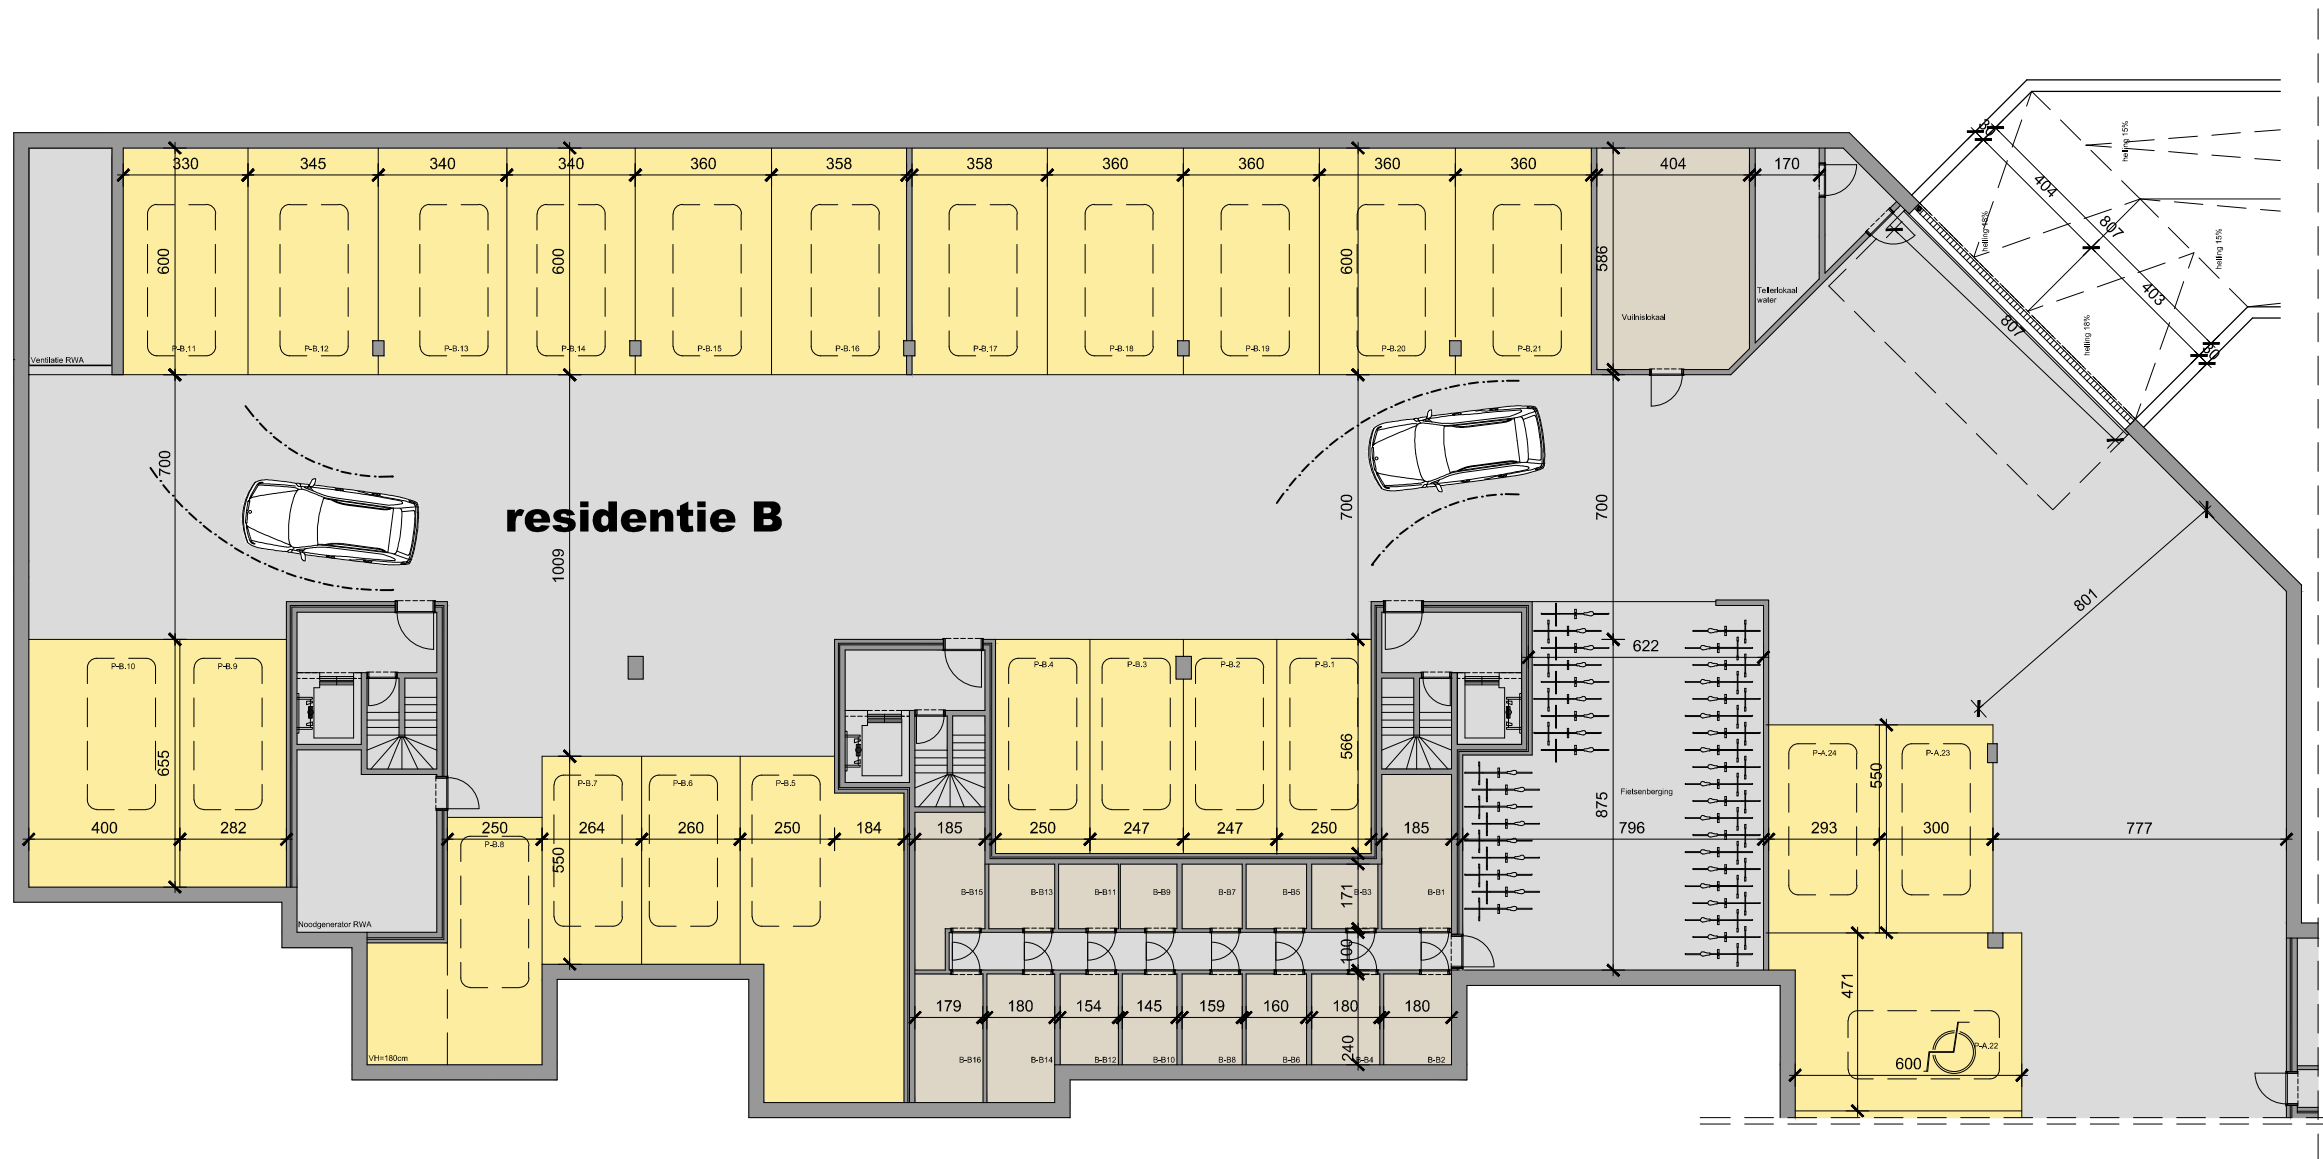 helling 15%
30
330
345
340
340
360
358
358
360
360
360
360
404
170
404
807
helling 18%
helling 15%
403
600
600
600
586
Tellerlokaal
water
Vuilnislokaal
807
helling 18%
30
Ventilatie RWA
P-B.11
P-B.12
P-B.13
P-B.14
P-B.15
P-B.16
P-B.17
P-B.18
P-B.19
P-B.20
P-B.21
700
residentie B
700
700
1009
801
622
P-B.10
P-B.9
P-B.4
P-B.3
P-B.2
P-B.1
655
566
P-A.24
P-A.23
550
P-B.7
P-B.6
P-B.5
875
Fietsenberging
400
282
250
264
260
250
184
185
250
247
247
250
185
796
293
300
777
P-B.8
550
B-B15
B-B13
B-B11
B-B9
B-B7
B-B5
B-B3
B-B1
171
Noodgenerator RWA
100
471
179
180
154
145
159
160
180
180
240
VH=180cm
B-B16
B-B14
B-B12
B-B10
B-B8
B-B6
B-B4
B-B2
P-A.22
600